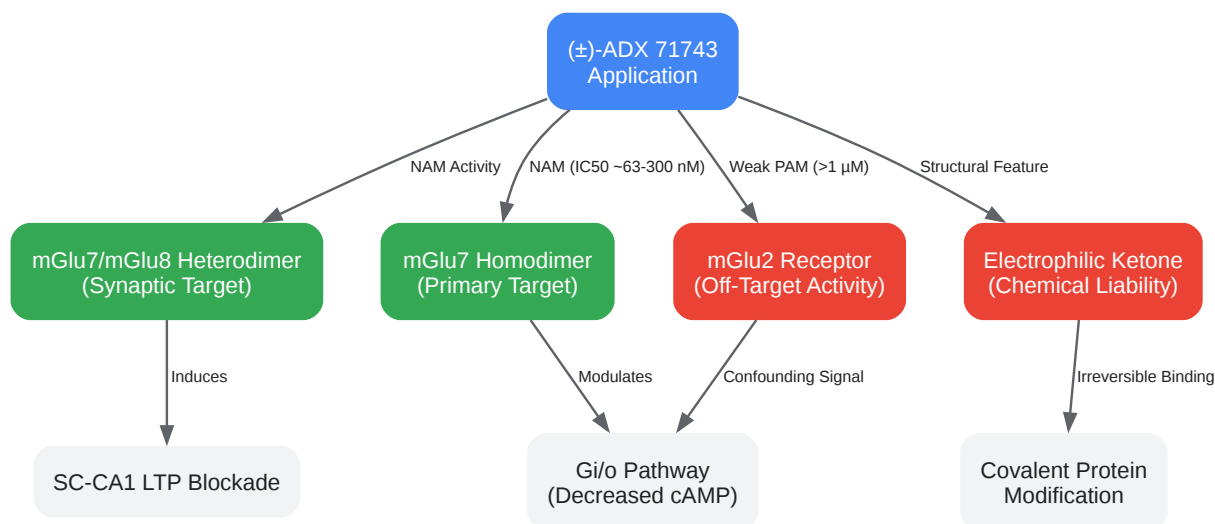 (±)-ADX 71743
Application
NAM Activity
NAM (IC50 ~63-300 nM)
Weak PAM (>1 µM)
Structural Feature
mGlu7/mGlu8 Heterodimer
(Synaptic Target)
mGlu7 Homodimer
(Primary Target)
mGlu2 Receptor
(Off-Target Activity)
Electrophilic Ketone
(Chemical Liability)
Induces
Modulates
Confounding Signal
Irreversible Binding
SC-CA1 LTP Blockade
Gi/o Pathway
(Decreased cAMP)
Covalent Protein
Modification